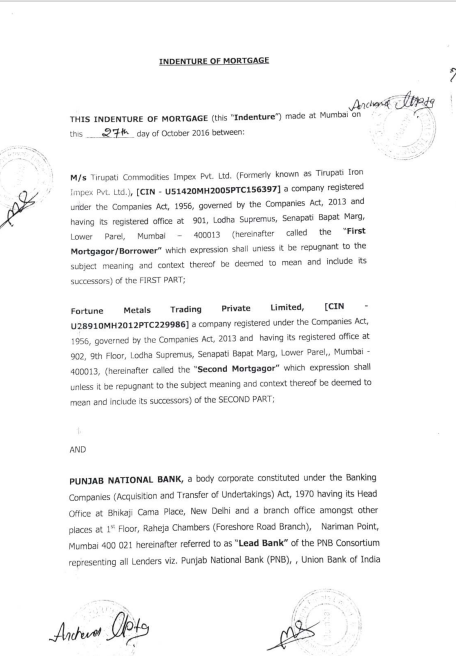 INDENTURE OF MORTGAGE
THIS INDENTURE OF MORTGAGE (this "Indenture") made at Mumbai on
this 27th day of October 2016 between:
M/s Tirupati Commodities Impex Pvt. Ltd. (Formerly known as Tirupati Iron
Impex Pvt. Ltd.), [CIN - U51420MH2005PTC156397] a company registered
under the Companies Act, 1956, governed by the Companies Act, 2013 and
having its registered office at 901, Lodha Supremus, Senapati Bapat Marg,
Lower Parel, Mumbai – 400013 (hereinafter called the "First
Mortgagor/Borrower" which expression shall unless it be repugnant to the
subject meaning and context thereof be deemed to mean and include its
successors) of the FIRST PART;
Fortune Metals Trading Private Limited, [CIN -
U28910MH2012PTC229986] a company registered under the Companies Act,
1956, governed by the Companies Act, 2013 and having its registered office at
902, 9th Floor, Lodha Supremus, Senapati Bapat Marg, Lower Parel,, Mumbai -
400013, (hereinafter called the "Second Mortgagor" which expression shall
unless it be repugnant to the subject meaning and context thereof be deemed to
mean and include its successors) of the SECOND PART;
AND
PUNJAB NATIONAL BANK, a body corporate constituted under the Banking
Companies (Acquisition and Transfer of Undertakings) Act, 1970 having its Head
Office at Bhikaji Cama Place, New Delhi and a branch office amongst other
places at 1st Floor, Raheja Chambers (Foreshore Road Branch), Nariman Point,
Mumbai 400 021 hereinafter referred to as "Lead Bank" of the PNB Consortium
representing all Lenders viz. Punjab National Bank (PNB), , Union Bank of India